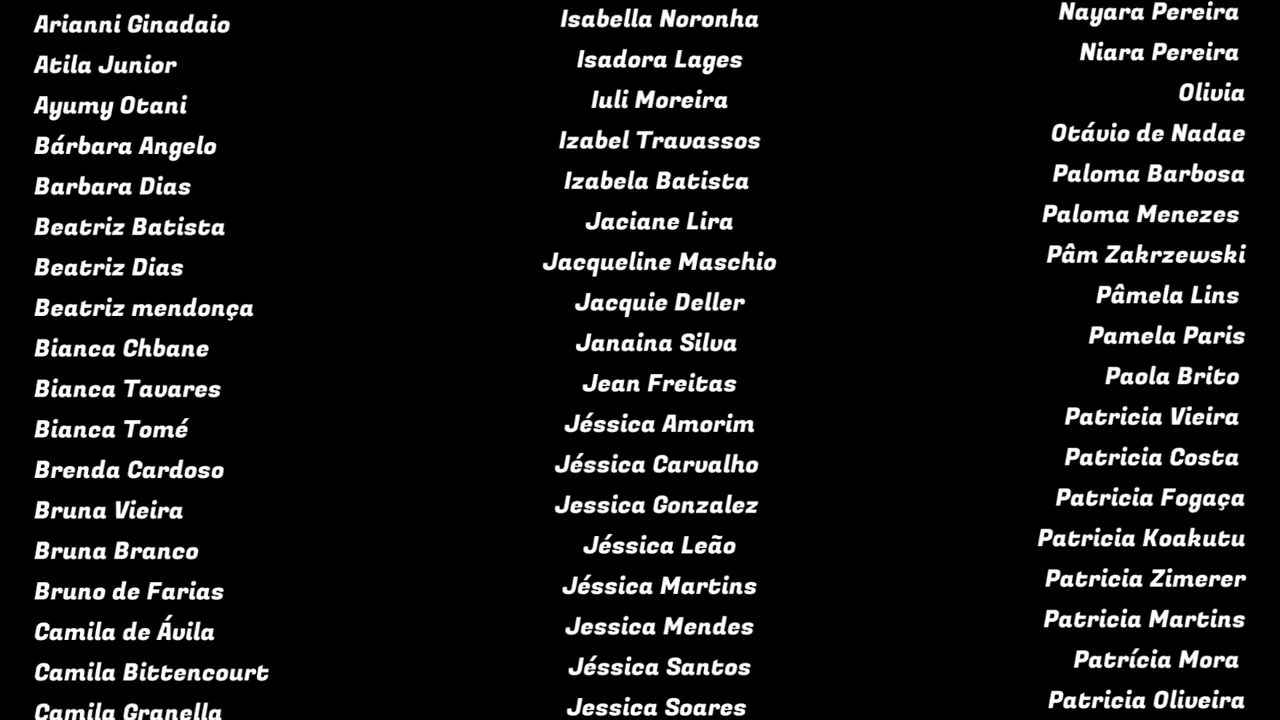 Arianni Ginadaio
Atila Junior
Ayumy Otani
Bárbara Angelo
Barbara Dias
Beatriz Batista
Beatriz Dias
Beatriz mendonça
Bianca Chbane
Bianca Tavares
Bianca Tomé
Brenda Cardoso
Bruna Vieira
Bruna Branco
Bruno de Farias
Camila de Ávila
Camila Bittencourt
Camila Granella
Isabella Noronha
Isadora Lages
Iuli Moreira
Izabel Travassos
Izabela Batista
Jaciane Lira
Jacqueline Maschio
Jacquie Deller
Janaina Silva
Jean Freitas
Jéssica Amorim
Jéssica Carvalho
Jessica Gonzalez
Jéssica Leão
Jéssica Martins
Jessica Mendes
Jéssica Santos
Jessica Soares
Nayara Pereira
Niara Pereira
Olivia
Otávio de Nadae
Paloma Barbosa
Paloma Menezes
Pâm Zakrzewski
Pâmela Lins
Pamela Paris
Paola Brito
Patricia Vieira
Patricia Costa
Patricia Fogaça
Patricia Koakutu
Patricia Zimerer
Patricia Martins
Patrícia Mora
Patricia Oliveira